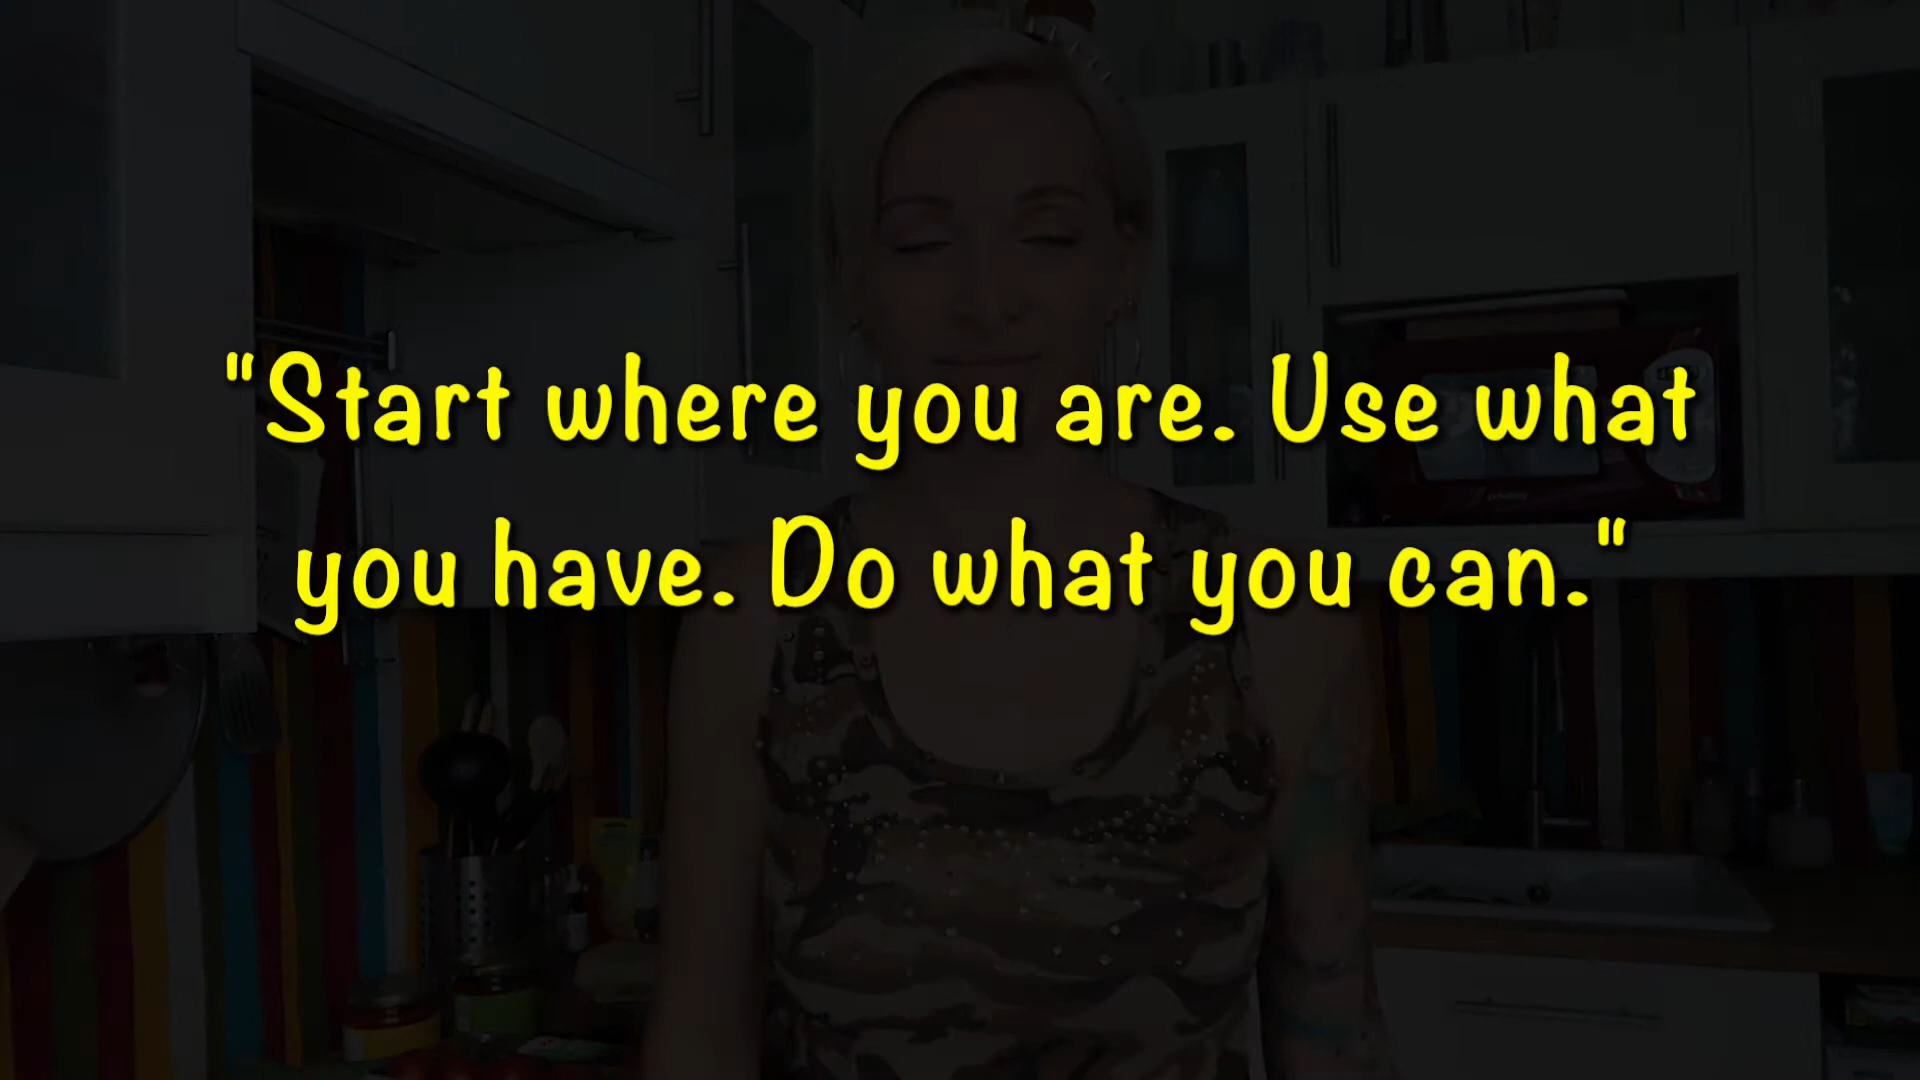 "Start where you are. Use what
you have. Do what you can."